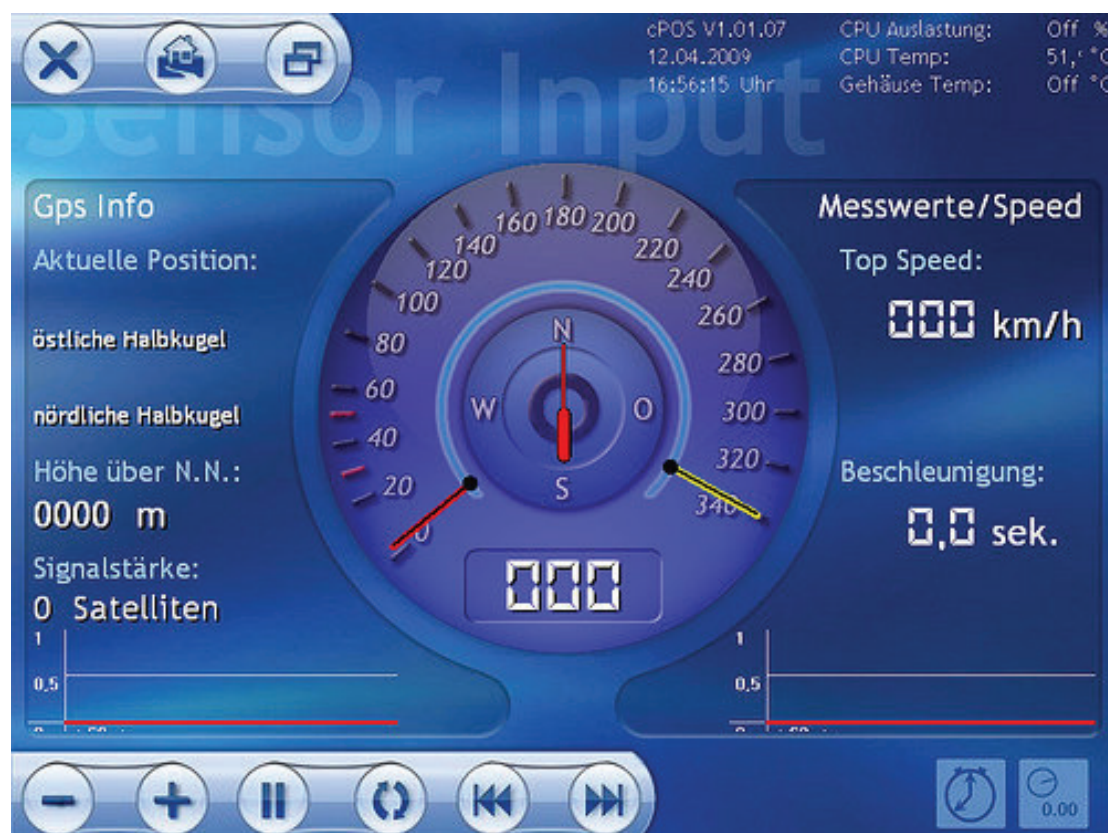 cPOS V1.01.07
12.04.2009
16:56:15 Uhr
CPU Auslastung: Off %
CPU Temp: 51, °C
Gehäuse Temp: Off °C
Sensor Input
Gps Info
Aktuelle Position:
östliche Halbkugel
nördliche Halbkugel
Höhe über N.N.:
0000 m
Signalstärke:
0 Satelliten
1
0,5
0
20
40
60
80
100
120
140
160
180
200
220
240
260
280
300
320
340
N
W
O
S
000
Messwerte/Speed
Top Speed:
000 km/h
Beschleunigung:
0,0 sek.
1
0,5
0.00